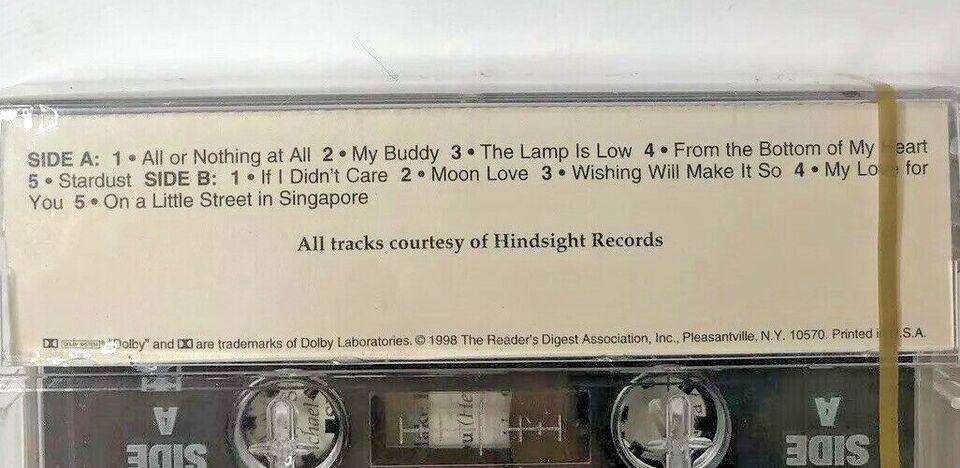 SIDE A: 1 • All or Nothing at All 2 • My Buddy 3 • The Lamp Is Low 4 • From the Bottom of My Heart
5 • Stardust SIDE B: 1 • If I Didn't Care 2 • Moon Love 3 • Wishing Will Make It So 4 • My Love for
You 5 • On a Little Street in Singapore
All tracks courtesy of Hindsight Records
"Dolby" and are trademarks of Dolby Laboratories. © 1998 The Reader's Digest Association, Inc., Pleasantville, N.Y. 10570. Printed in U.S.A.
SIDE
A
SIDE
A